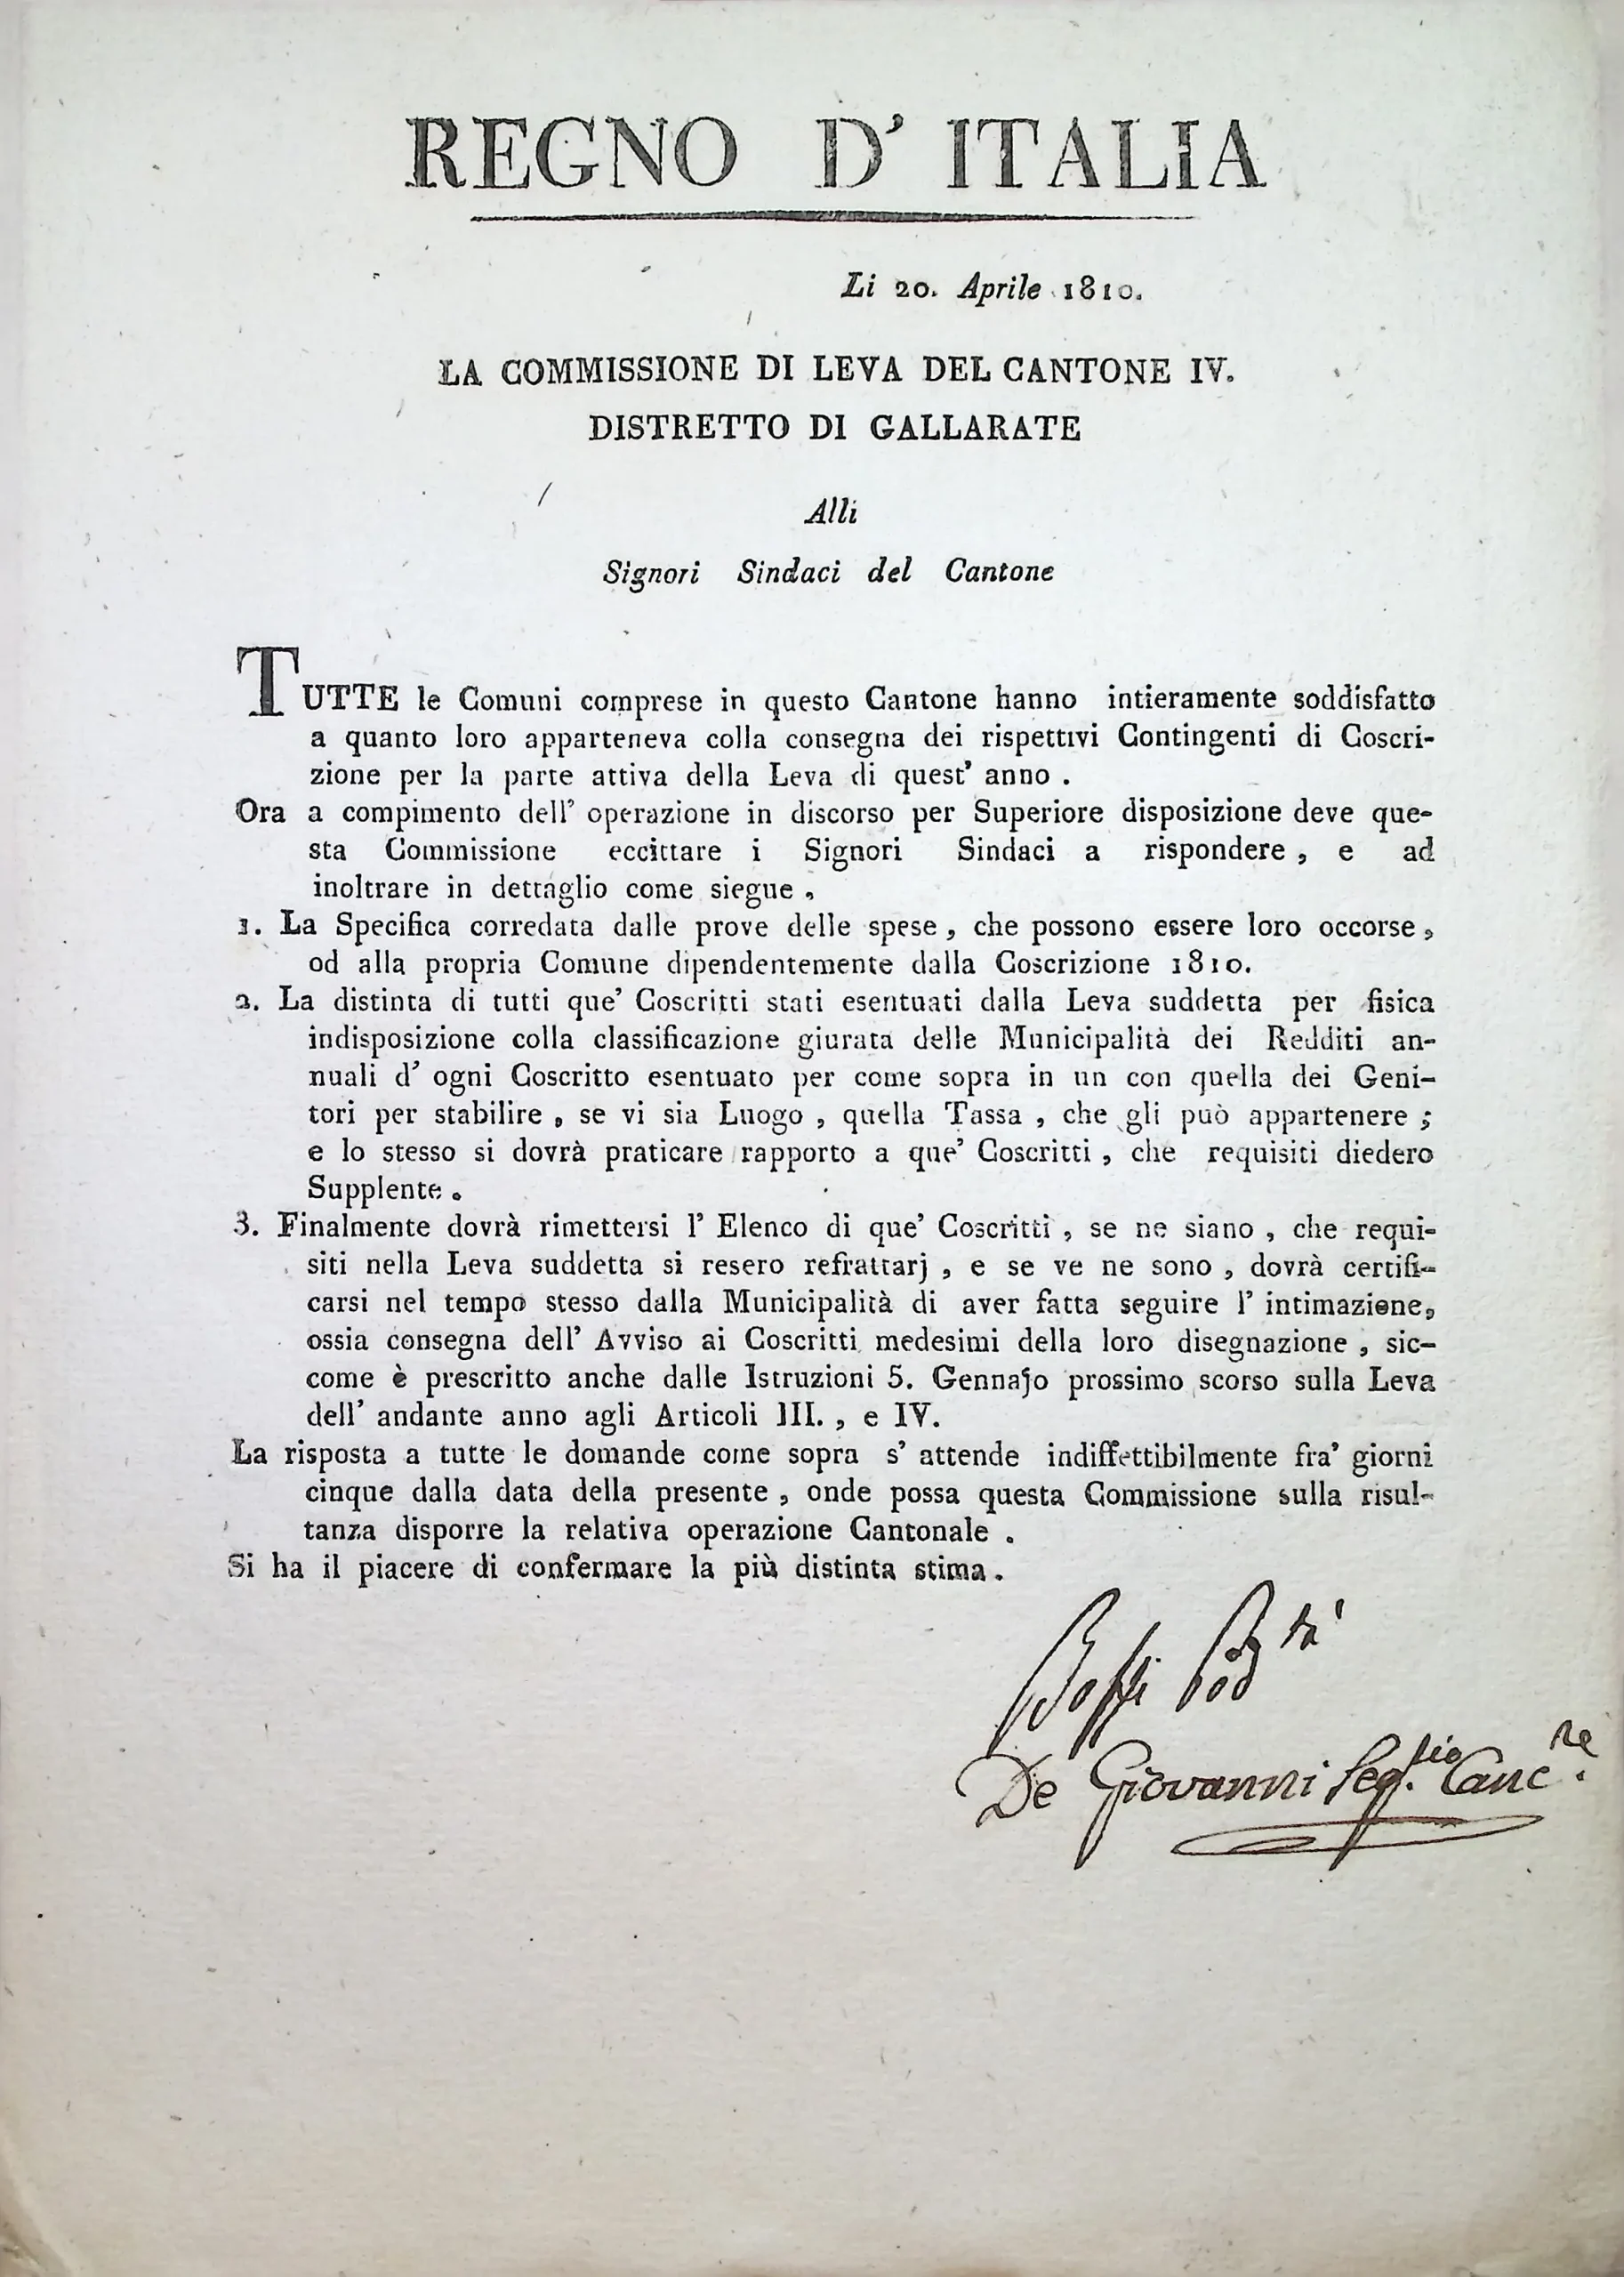 REGNO D' ITALIA
Li 20. Aprile 1810.
LA COMMISSIONE DI LEVA DEL CANTONE IV.
DISTRETTO DI GALLARATE
Alli
Signori Sindaci del Cantone
TUTTE le Comuni comprese in questo Cantone hanno intieramente soddisfatto
a quanto loro apparteneva colla consegna dei rispettivi Contingenti di Coscri-
zione per la parte attiva della Leva di quest' anno .
Ora a compimento dell' operazione in discorso per Superiore disposizione deve que-
sta Commissione eccittare i Signori Sindaci a rispondere , e ad
inoltrare in dettaglio come siegue ,
1. La Specifica corredata dalle prove delle spese , che possono essere loro occorse ,
od alla propria Comune dipendentemente dalla Coscrizione 1810.
2. La distinta di tutti que' Coscritti stati esentuati dalla Leva suddetta per fisica
indisposizione colla classificazione giurata delle Municipalità dei Redditi an-
nuali d' ogni Coscritto esentuato per come sopra in un con quella dei Geni-
tori per stabilire , se vi sia Luogo , quella Tassa , che gli può appartenere ;
e lo stesso si dovrà praticare rapporto a que' Coscritti , che requisiti diedero
Supplente .
3. Finalmente dovrà rimettersi l' Elenco di que' Coscritti , se ne siano , che requi-
siti nella Leva suddetta si resero refrattarj , e se ve ne sono , dovrà certifi-
carsi nel tempo stesso dalla Municipalità di aver fatta seguire l' intimazione,
ossia consegna dell' Avviso ai Coscritti medesimi della loro disegnazione , sic-
come è prescritto anche dalle Istruzioni 5. Gennajo prossimo scorso sulla Leva
dell' andante anno agli Articoli III. , e IV.
La risposta a tutte le domande come sopra s' attende indiffettibilmente fra' giorni
cinque dalla data della presente , onde possa questa Commissione sulla risul-
tanza disporre la relativa operazione Cantonale .
Si ha il piacere di confermare la più distinta stima .
Pod.tà
De Giovanni Seg.rio Canc.re